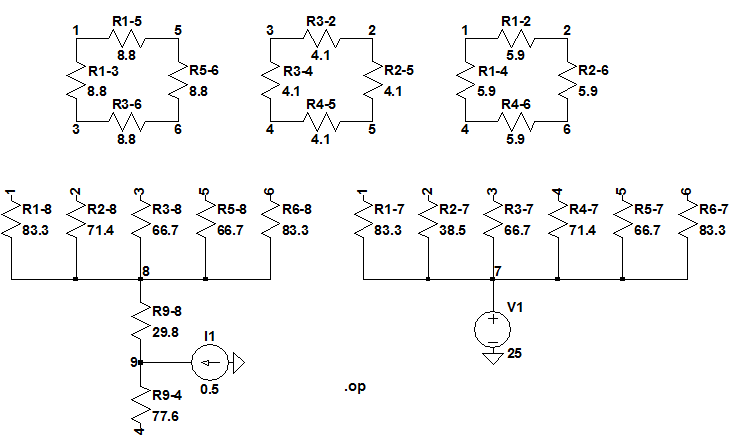 1 R1-5 5
8.8
R1-3
8.8
R5-6
8.8
R3-6
3 8.8 6
3 R3-2 2
4.1
R3-4
4.1
R2-5
4.1
R4-5
4 4.1 5
1 R1-2 2
5.9
R1-4
5.9
R2-6
5.9
R4-6
4 5.9 6
1 2 3 5 6
R1-8 R2-8 R3-8 R5-8 R6-8
83.3 71.4 66.7 66.7 83.3
8
R9-8
29.8
I1
9
0.5
R9-4
77.6
4
1 2 3 4 5 6
R1-7 R2-7 R3-7 R4-7 R5-7 R6-7
83.3 38.5 66.7 71.4 66.7 83.3
7
V1
25
.op